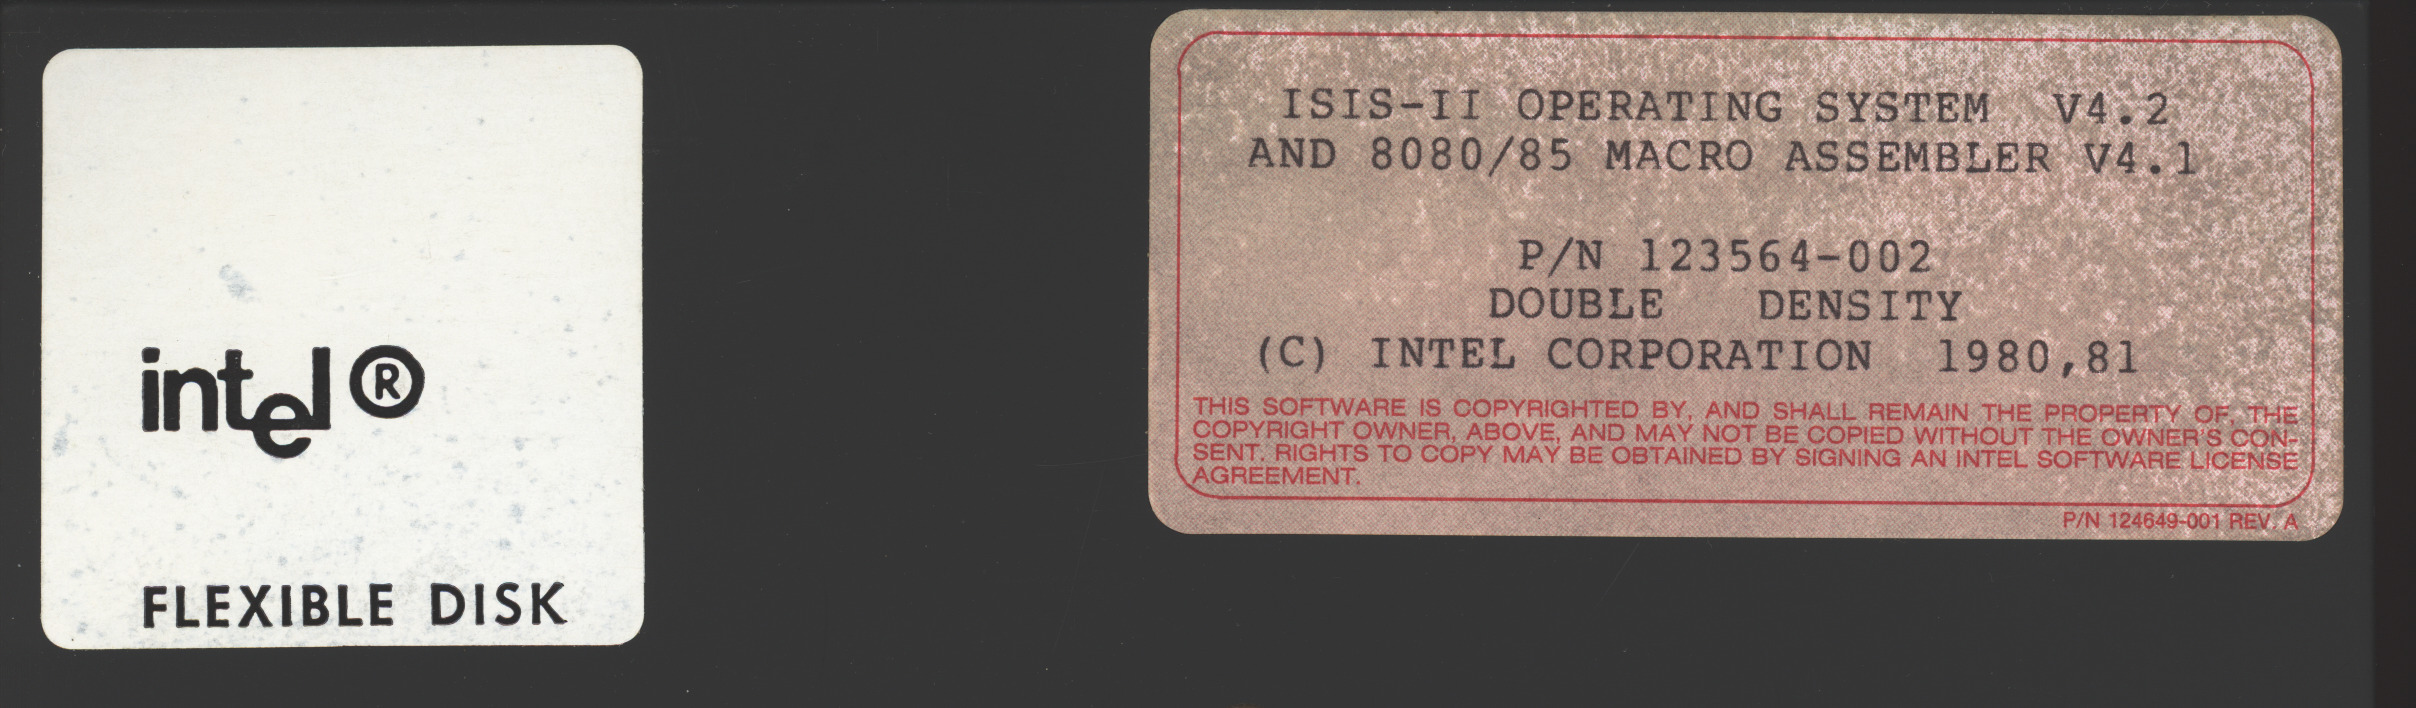 intel®
FLEXIBLE DISK
ISIS-II OPERATING SYSTEM V4.2
AND 8080/85 MACRO ASSEMBLER V4.1
P/N 123564-002
DOUBLE DENSITY
(C) INTEL CORPORATION 1980,81
THIS SOFTWARE IS COPYRIGHTED BY, AND SHALL REMAIN THE PROPERTY OF, THE
COPYRIGHT OWNER, ABOVE, AND MAY NOT BE COPIED WITHOUT THE OWNER'S CON-
SENT. RIGHTS TO COPY MAY BE OBTAINED BY SIGNING AN INTEL SOFTWARE LICENSE
AGREEMENT.
P/N 124649-001 REV. A